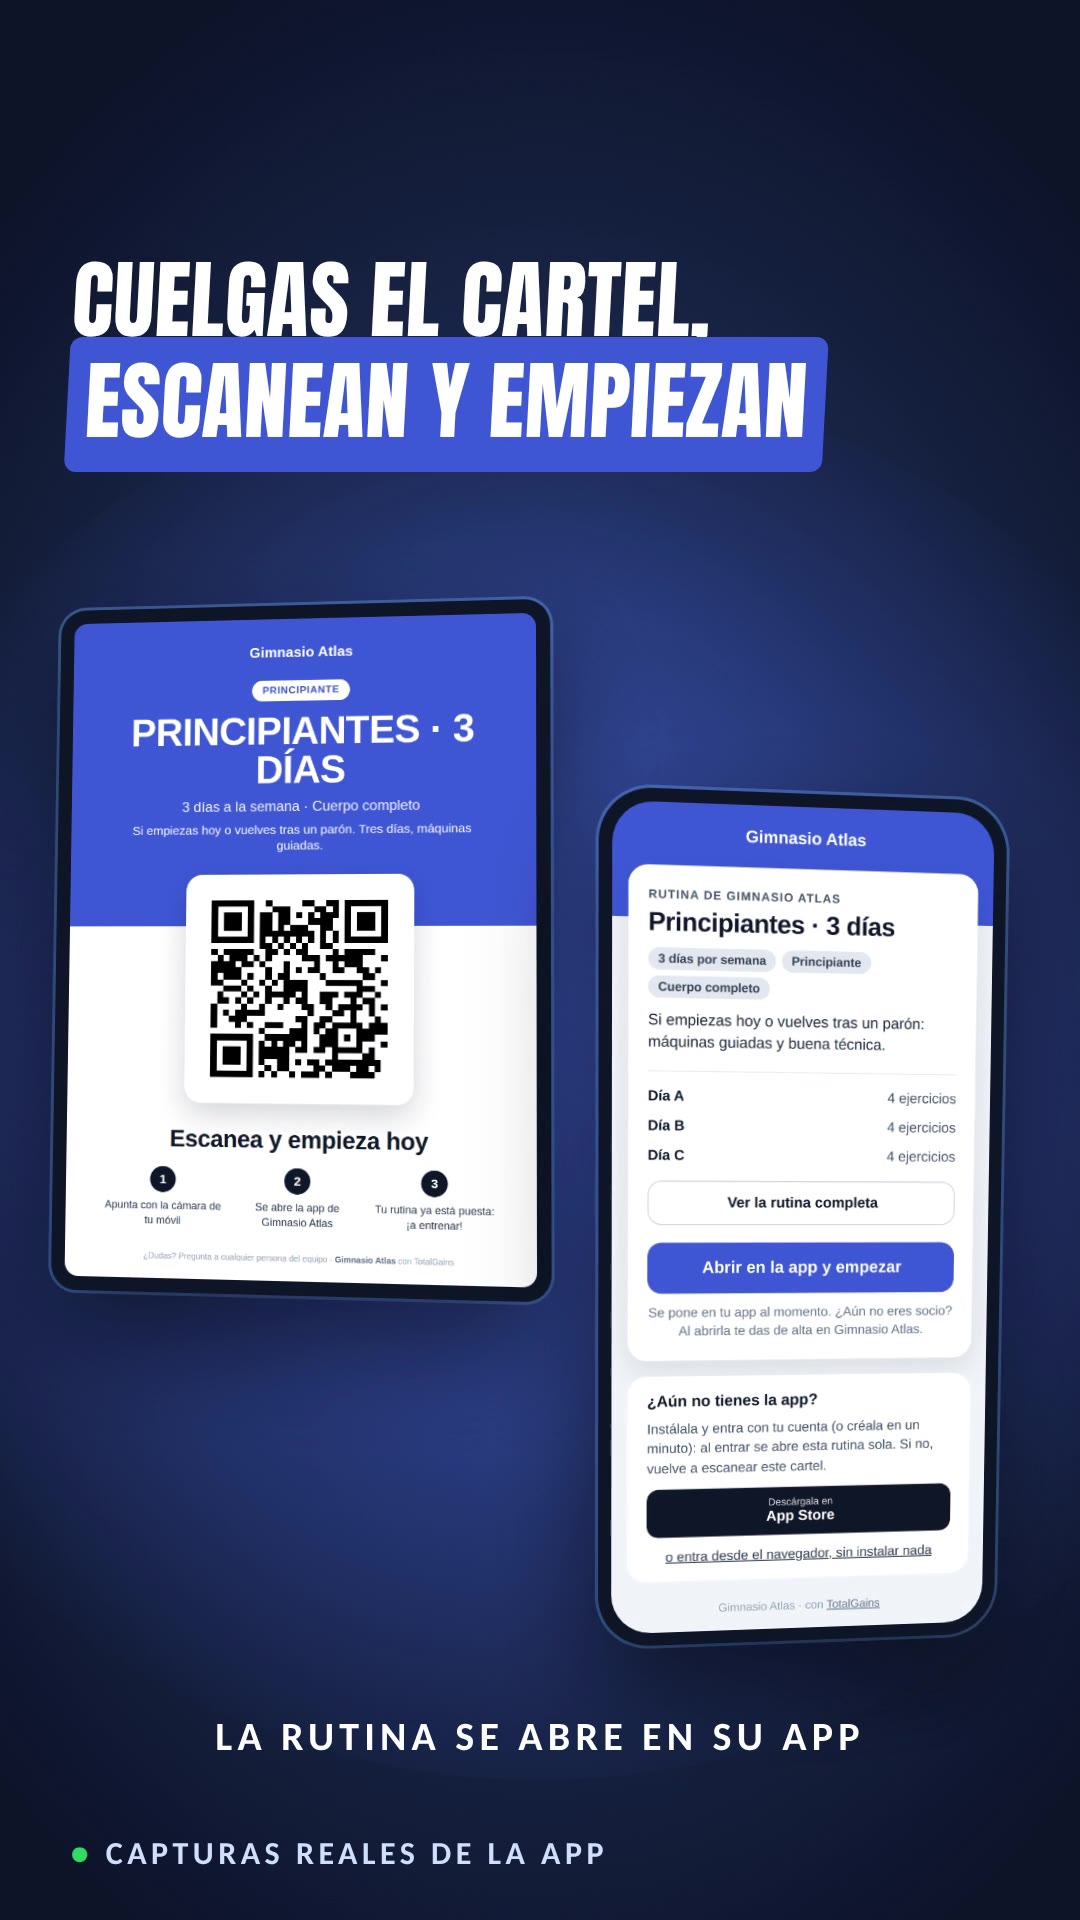 CUELGAS EL CARTEL.
ESCANEAN Y EMPIEZAN
Gimnasio Atlas
PRINCIPIANTE
PRINCIPIANTES · 3
DÍAS
3 días a la semana · Cuerpo completo
Si empiezas hoy o vuelves tras un parón. Tres días, máquinas
guiadas.
Escanea y empieza hoy
1
Apunta con la cámara de
tu móvil
2
Se abre la app de
Gimnasio Atlas
3
Tu rutina ya está puesta:
¡a entrenar!
¿Dudas? Pregunta a cualquier persona del equipo · Gimnasio Atlas con TotalGains
Gimnasio Atlas
RUTINA DE GIMNASIO ATLAS
Principiantes · 3 días
3 días por semana Principiante
Cuerpo completo
Si empiezas hoy o vuelves tras un parón:
máquinas guiadas y buena técnica.
Día A 4 ejercicios
Día B 4 ejercicios
Día C 4 ejercicios
Ver la rutina completa
Abrir en la app y empezar
Se pone en tu app al momento. ¿Aún no eres socio?
Al abrirla te das de alta en Gimnasio Atlas.
¿Aún no tienes la app?
Instálala y entra con tu cuenta (o créala en un
minuto): al entrar se abre esta rutina sola. Si no,
vuelve a escanear este cartel.
Descárgala en
App Store
o entra desde el navegador, sin instalar nada
Gimnasio Atlas · con TotalGains
LA RUTINA SE ABRE EN SU APP
CAPTURAS REALES DE LA APP